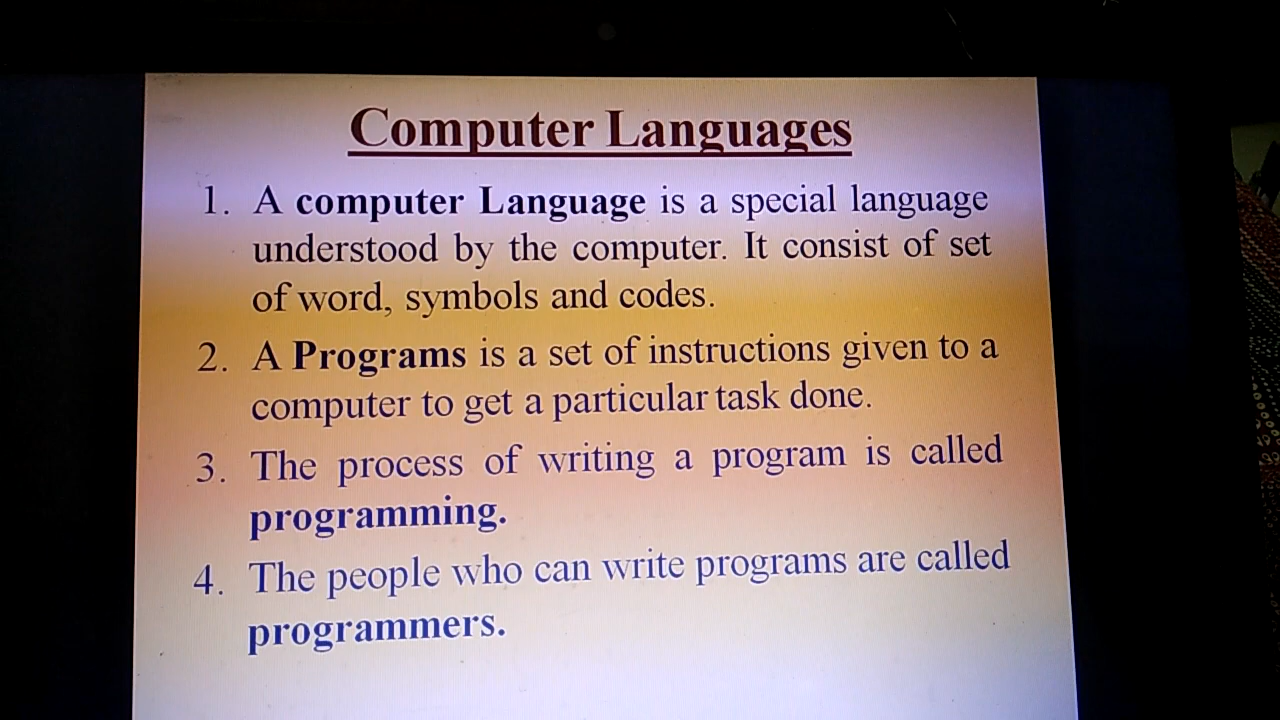 Computer Languages
1. A computer Language is a special language
understood by the computer. It consist of set
of word, symbols and codes.
2. A Programs is a set of instructions given to a
computer to get a particular task done.
3. The process of writing a program is called
programming.
4. The people who can write programs are called
programmers.